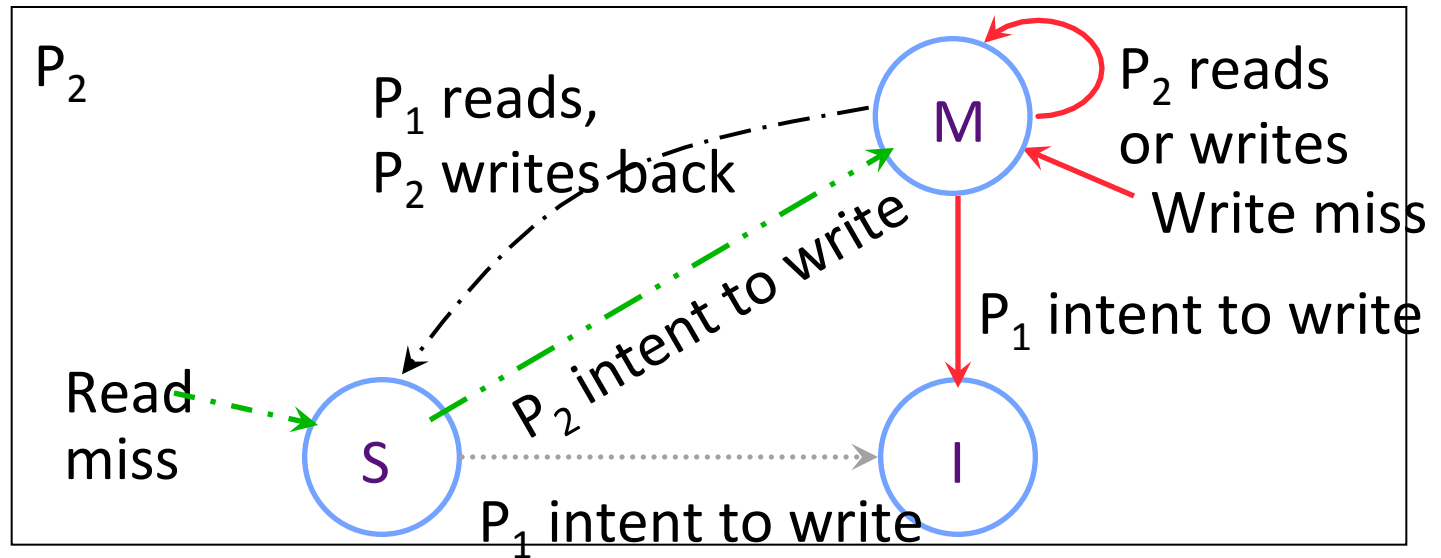 P₂
P₁ reads,
P₂ writes back
M
P₂ reads
or writes
Write miss
P₂ intent to write
P₁ intent to write
Read
miss
S
I
P₁ intent to write